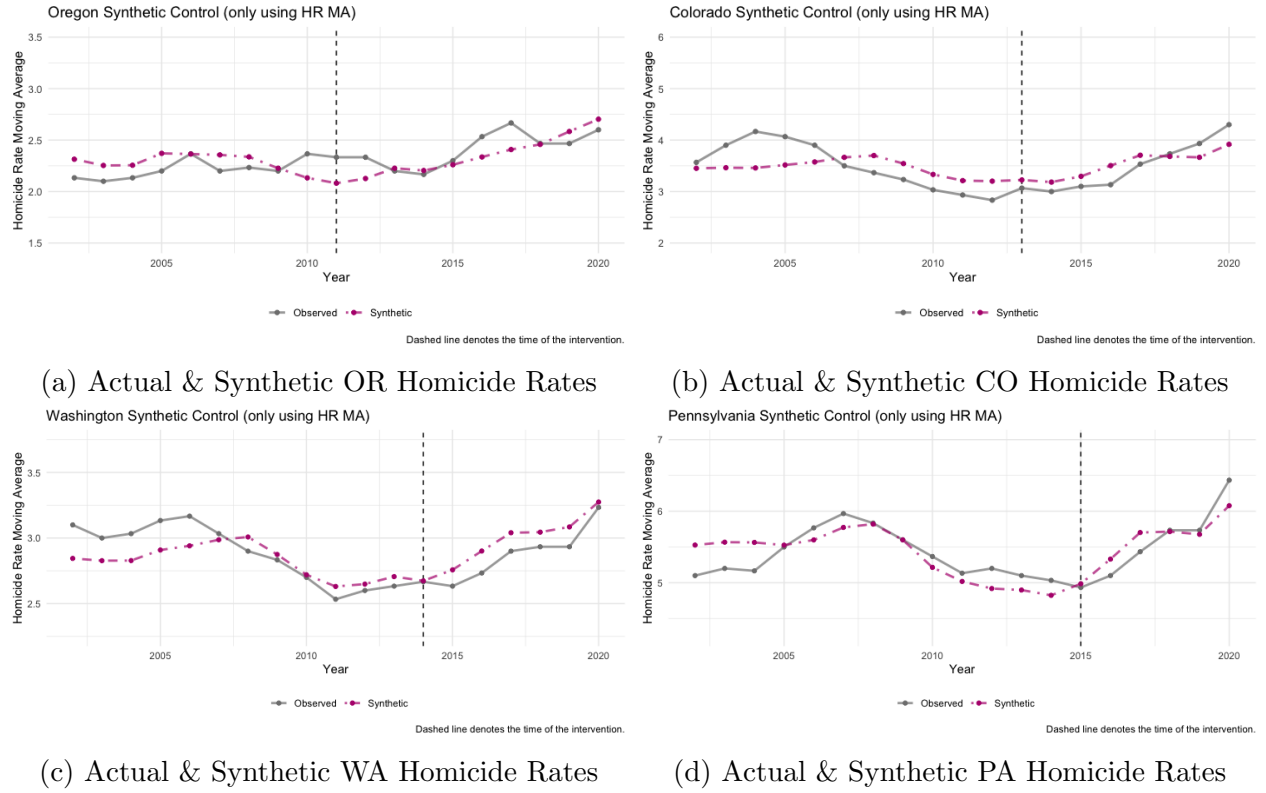 Oregon Synthetic Control (only using HR MA)
Homicide Rate Moving Average
3.5
3.0
2.5
2.0
1.5
2005 2010 2015 2020
Year
Observed Synthetic
Dashed line denotes the time of the intervention.
(a) Actual & Synthetic OR Homicide Rates
Colorado Synthetic Control (only using HR MA)
Homicide Rate Moving Average
6
5
4
3
2
2005 2010 2015 2020
Year
Observed Synthetic
Dashed line denotes the time of the intervention.
(b) Actual & Synthetic CO Homicide Rates
Washington Synthetic Control (only using HR MA)
Homicide Rate Moving Average
3.5
3.0
2.5
2005 2010 2015 2020
Year
Observed Synthetic
Dashed line denotes the time of the intervention.
(c) Actual & Synthetic WA Homicide Rates
Pennsylvania Synthetic Control (only using HR MA)
Homicide Rate Moving Average
7
6
5
2005 2010 2015 2020
Year
Observed Synthetic
Dashed line denotes the time of the intervention.
(d) Actual & Synthetic PA Homicide Rates